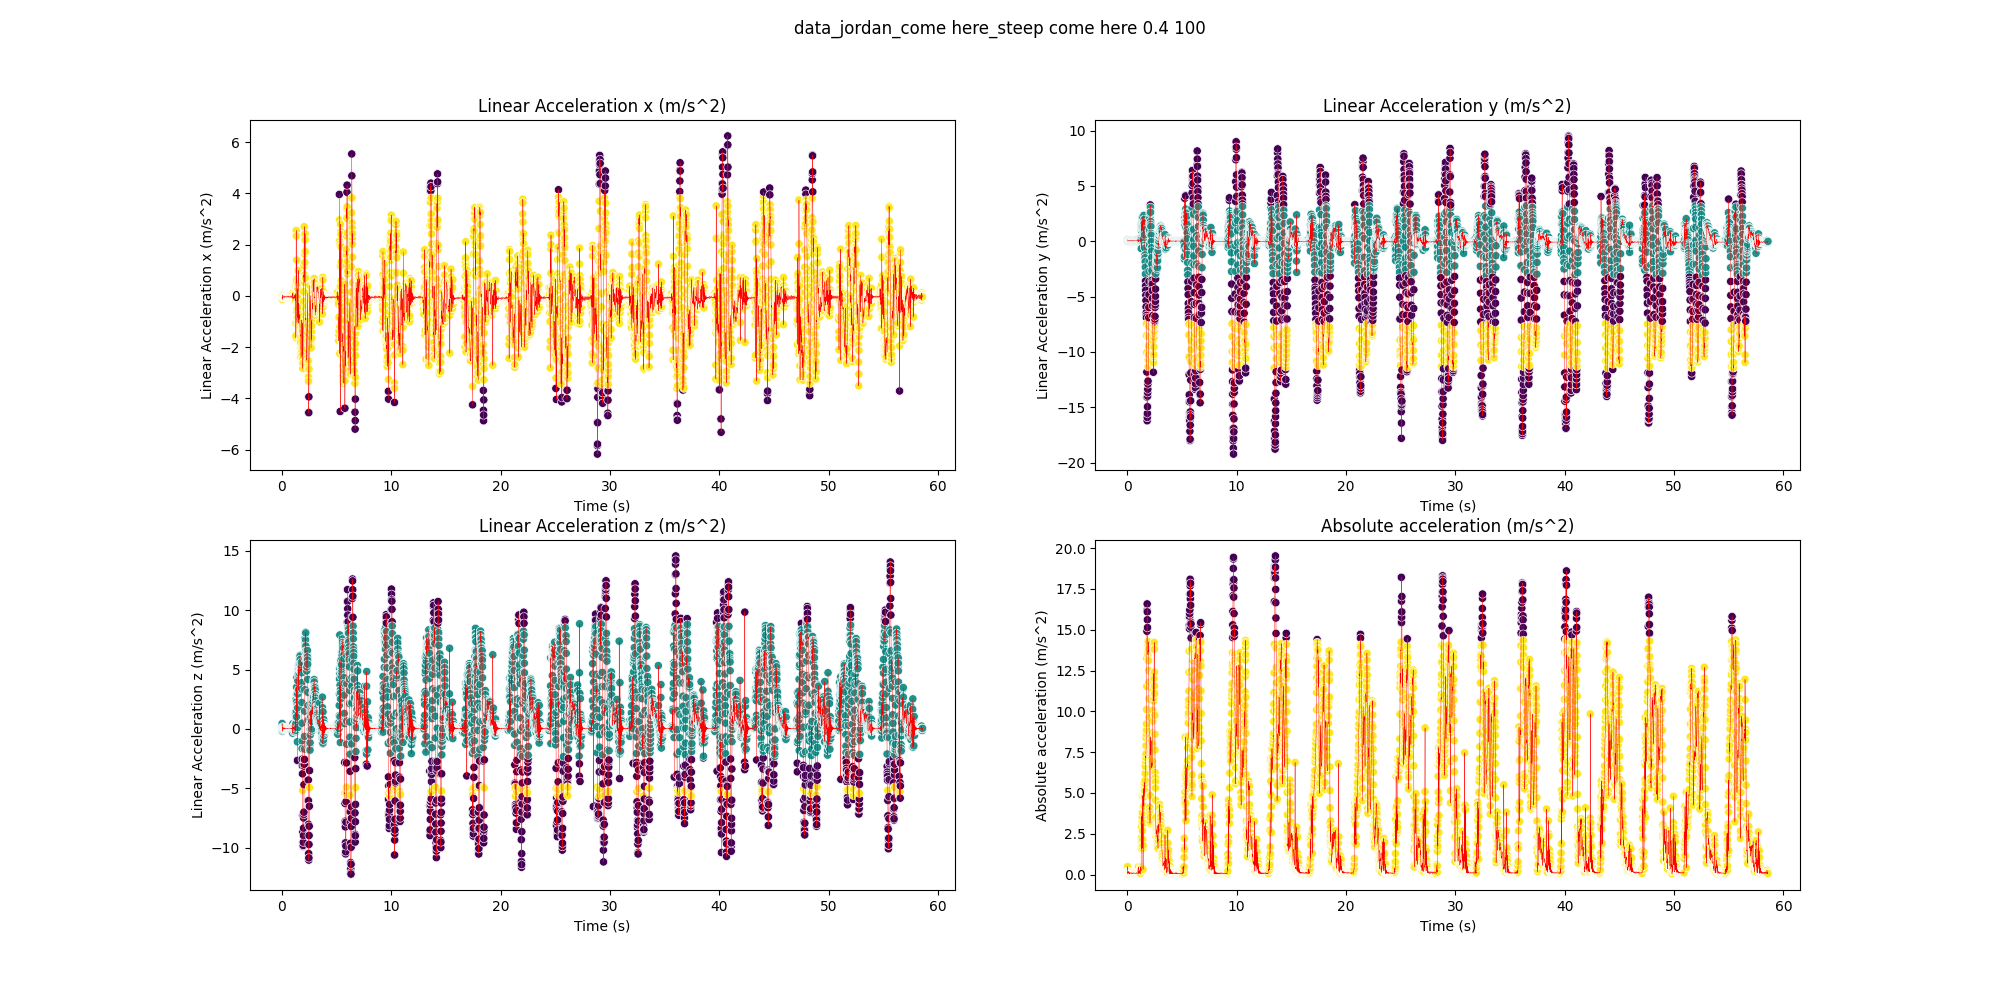 data_jordan_come here_steep come here 0.4 100
Linear Acceleration x (m/s^2)
Linear Acceleration x (m/s^2)
6
4
2
0
−2
−4
−6
0 10 20 30 40 50 60
Time (s)
Linear Acceleration y (m/s^2)
Linear Acceleration y (m/s^2)
10
5
0
−5
−10
−15
−20
0 10 20 30 40 50 60
Time (s)
Linear Acceleration z (m/s^2)
Linear Acceleration z (m/s^2)
15
10
5
0
−5
−10
0 10 20 30 40 50 60
Time (s)
Absolute acceleration (m/s^2)
Absolute acceleration (m/s^2)
20.0
17.5
15.0
12.5
10.0
7.5
5.0
2.5
0.0
0 10 20 30 40 50 60
Time (s)